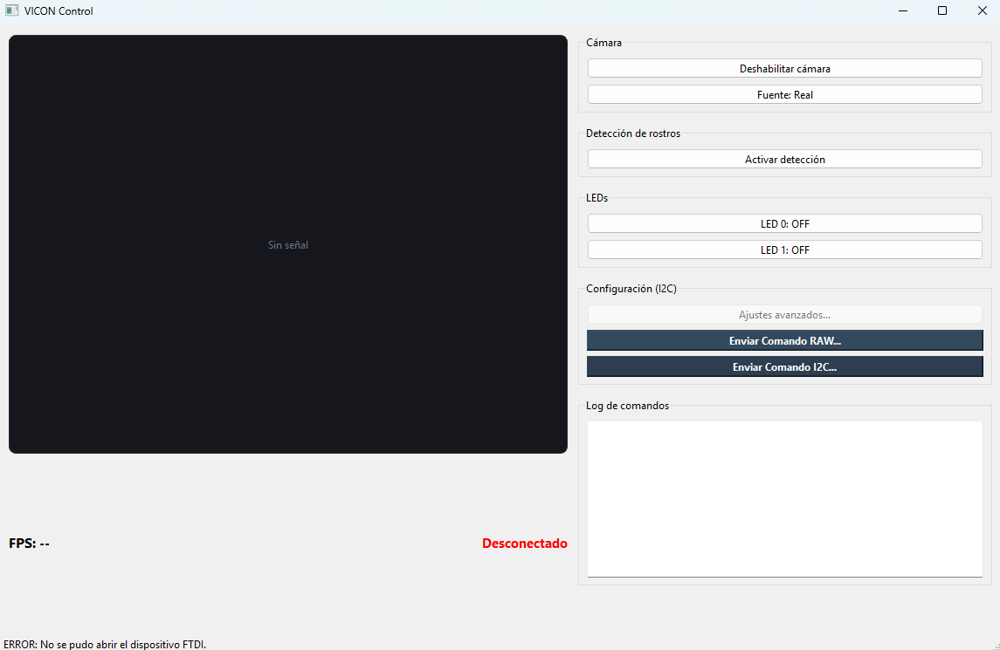 VICON Control
Sin señal
FPS: --
Desconectado
Cámara
Deshabilitar cámara
Fuente: Real
Detección de rostros
Activar detección
LEDs
LED 0: OFF
LED 1: OFF
Configuración (I2C)
Ajustes avanzados...
Enviar Comando RAW...
Enviar Comando I2C...
Log de comandos
ERROR: No se pudo abrir el dispositivo FTDI.